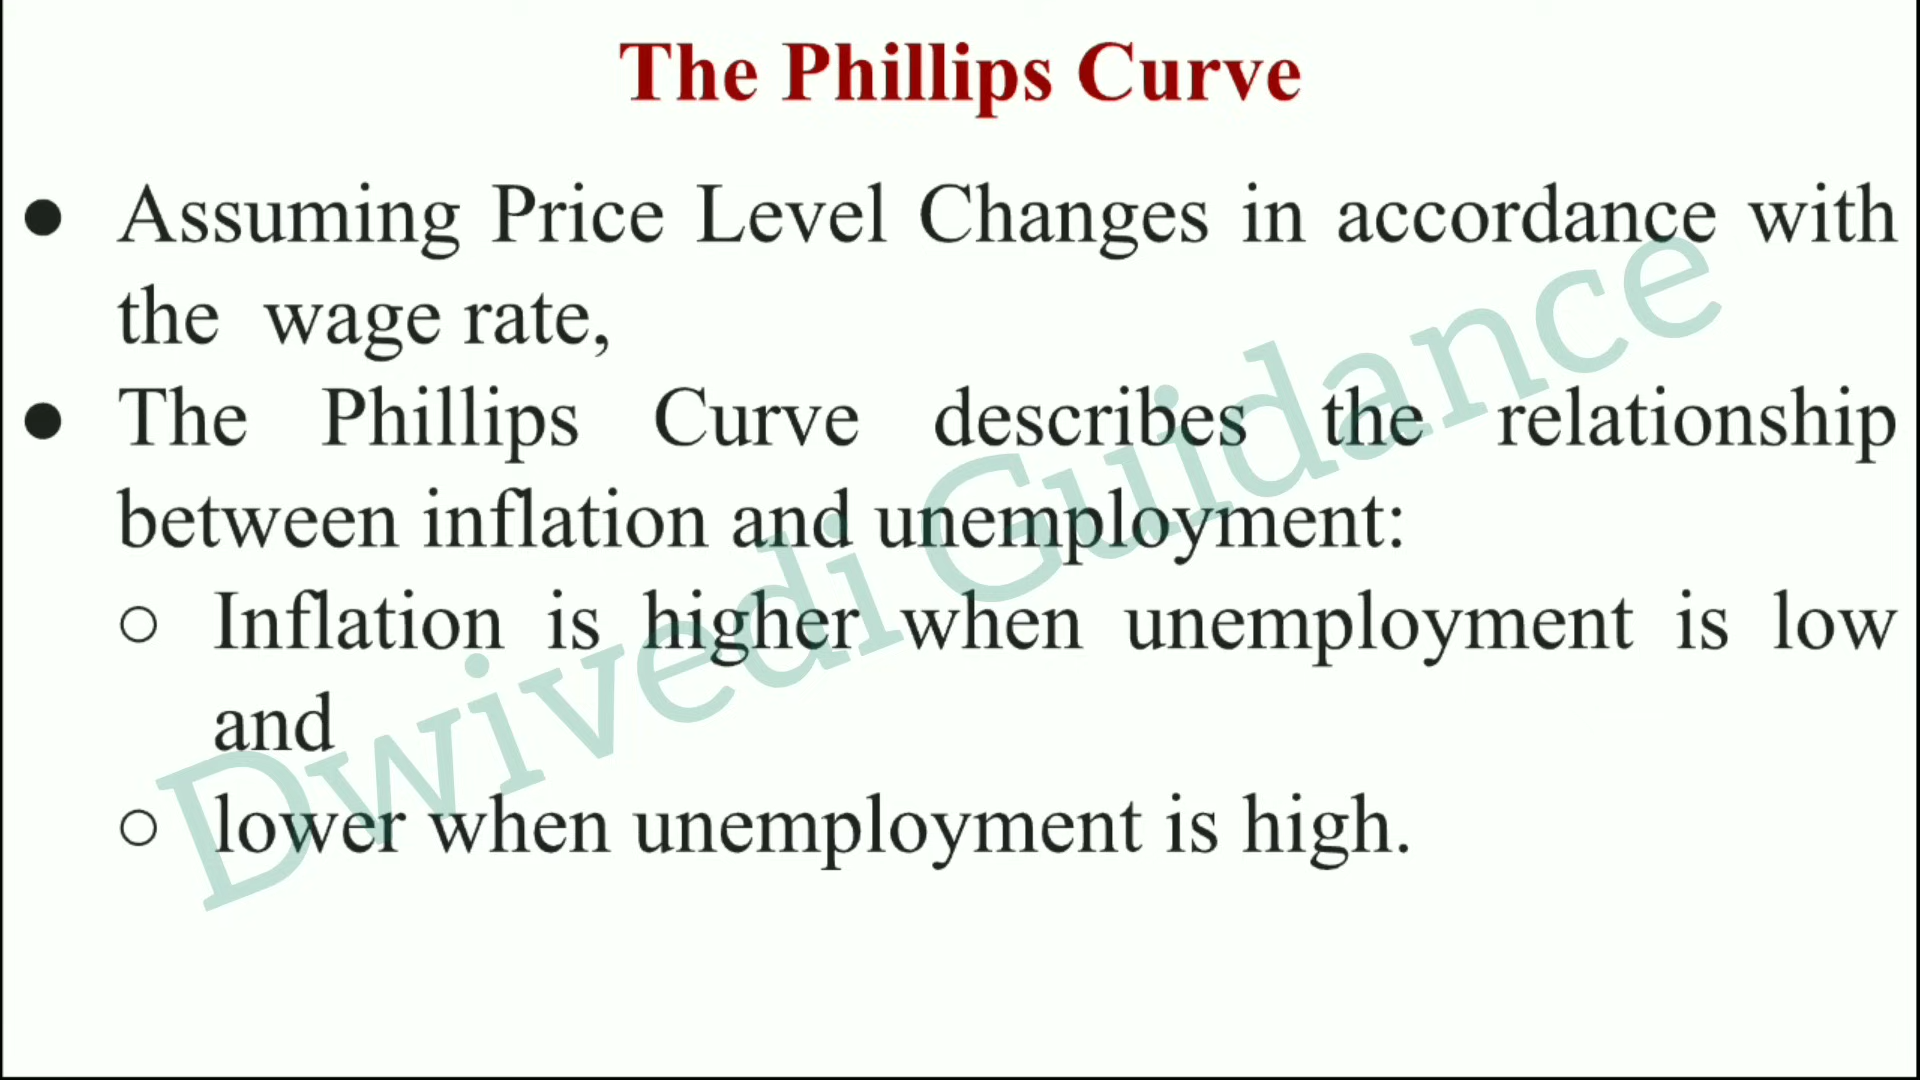 The Phillips Curve
● Assuming Price Level Changes in accordance with
the wage rate,
● The Phillips Curve describes the relationship
between inflation and unemployment:
○ Inflation is higher when unemployment is low
and
○ lower when unemployment is high.
Dwivedi Guidance